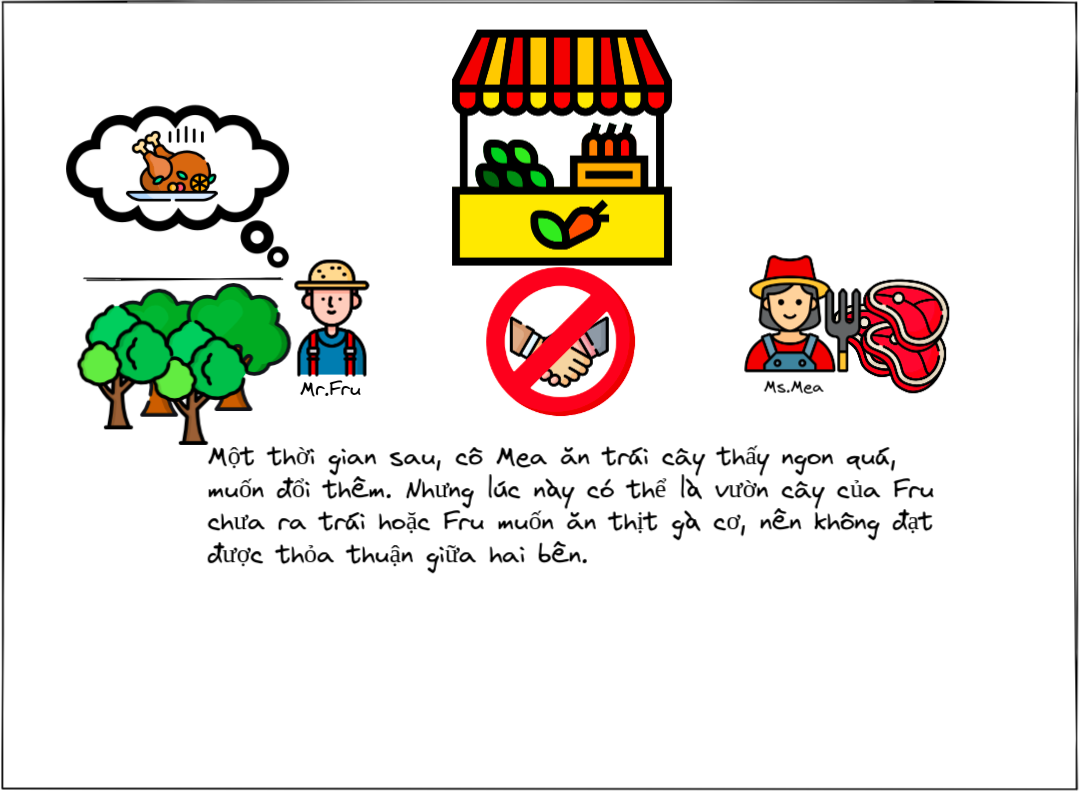 Mr.Fru
Ms.Mea
Một thời gian sau, cô Mea ăn trái cây thấy ngon quá,
muốn đổi thêm. Nhưng lúc này có thể là vườn cây của Fru
chưa ra trái hoặc Fru muốn ăn thịt gà cơ, nên không đạt
được thỏa thuận giữa hai bên.